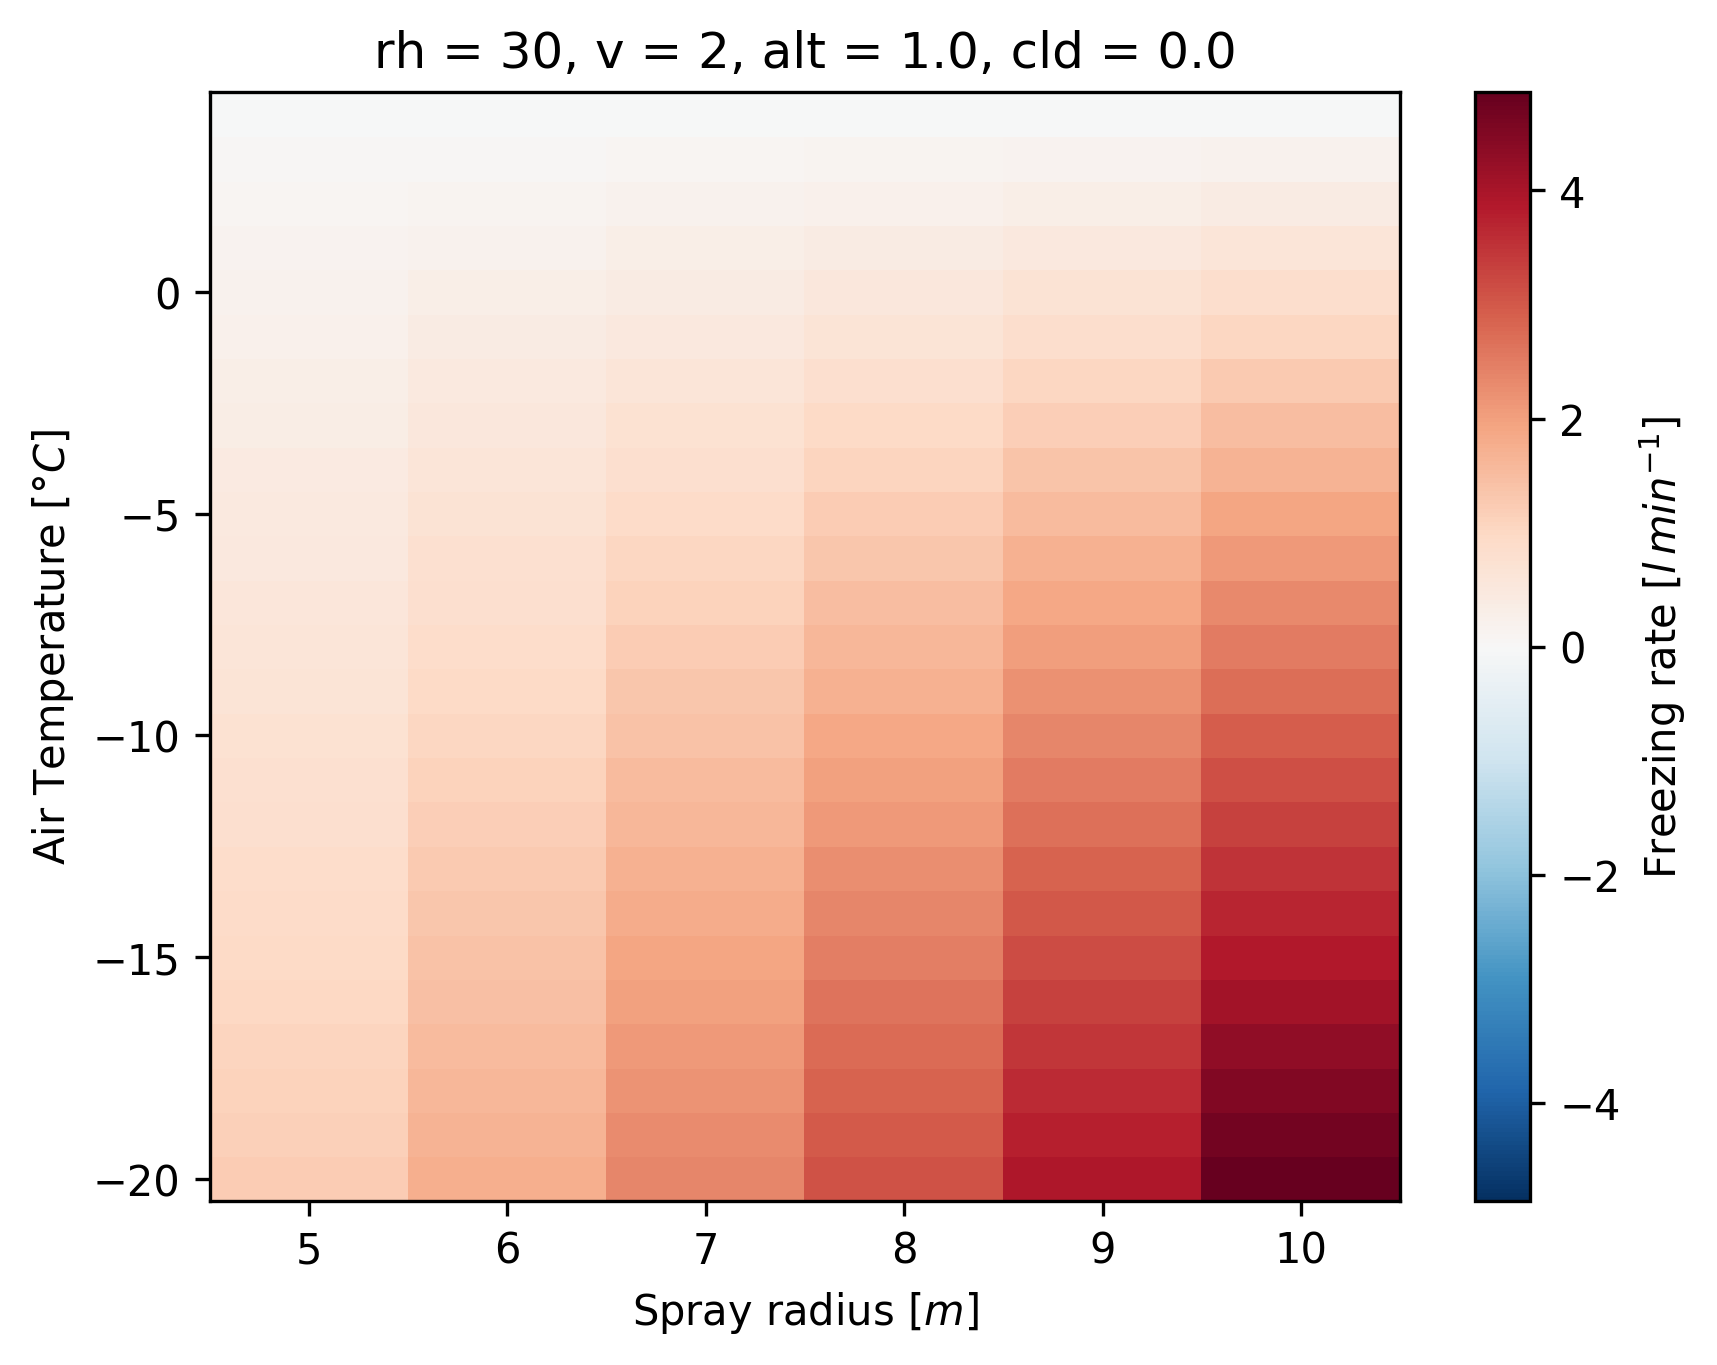 rh = 30, v = 2, alt = 1.0, cld = 0.0
Air Temperature [°C]
0
−5
−10
−15
−20
5 6 7 8 9 10
Spray radius [m]
4
2
0
−2
−4
Freezing rate [l min⁻¹]